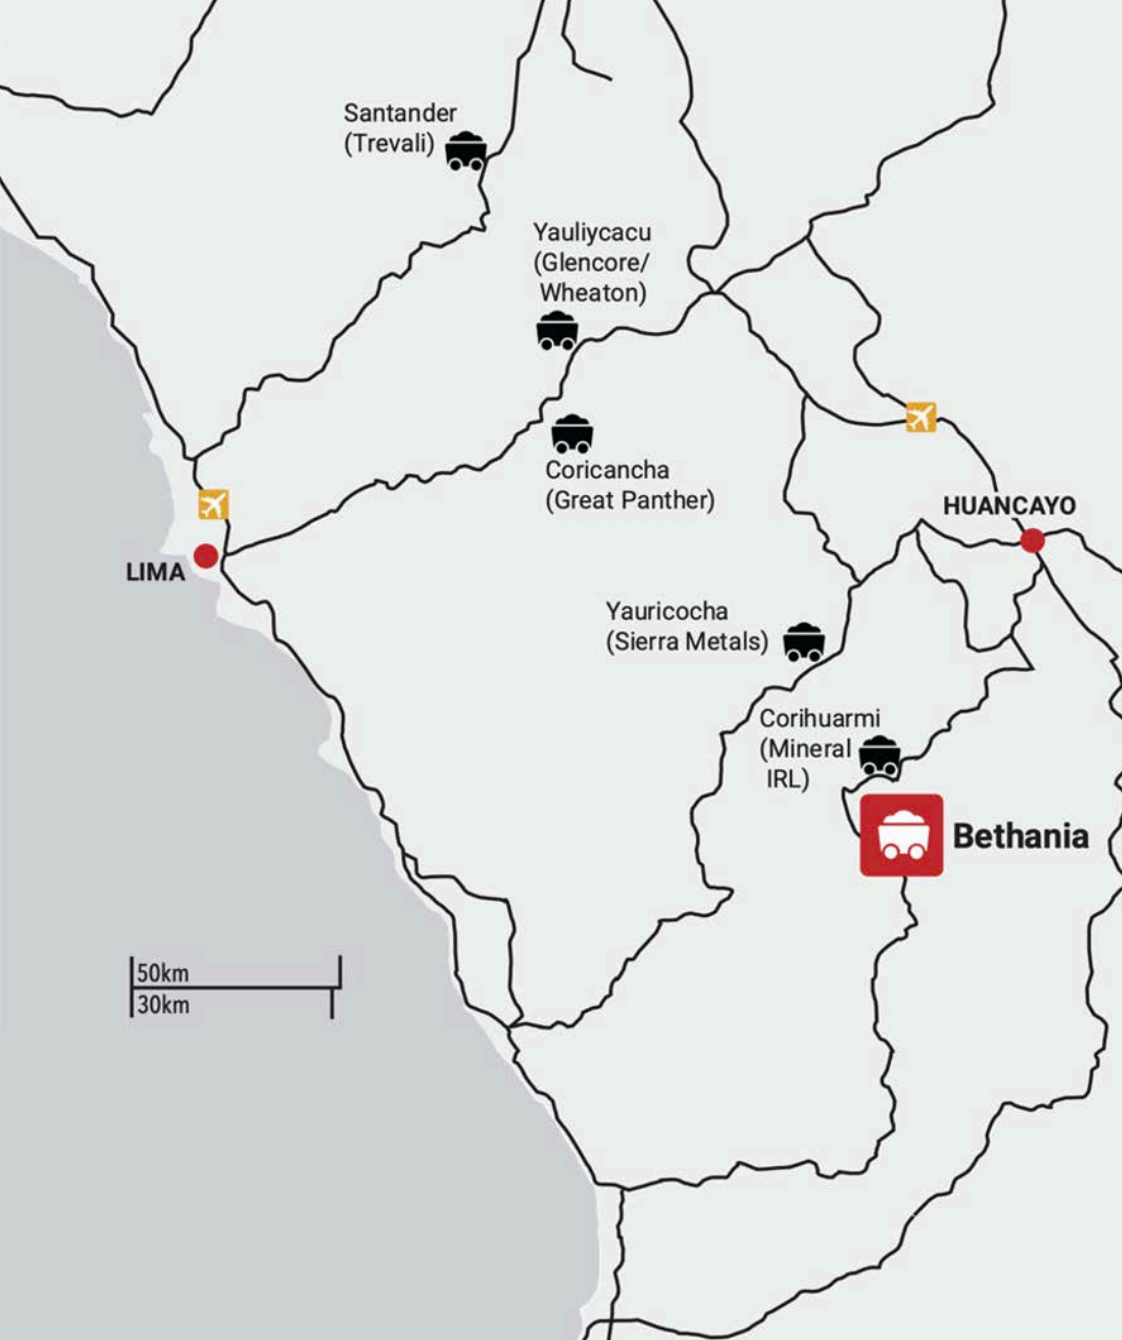 Santander
(Trevali)
Yauliycacu
(Glencore/
Wheaton)
Coricancha
(Great Panther)
HUANCAYO
LIMA
Yauricocha
(Sierra Metals)
Corihuarmi
(Mineral
IRL)
Bethania
50km
30km